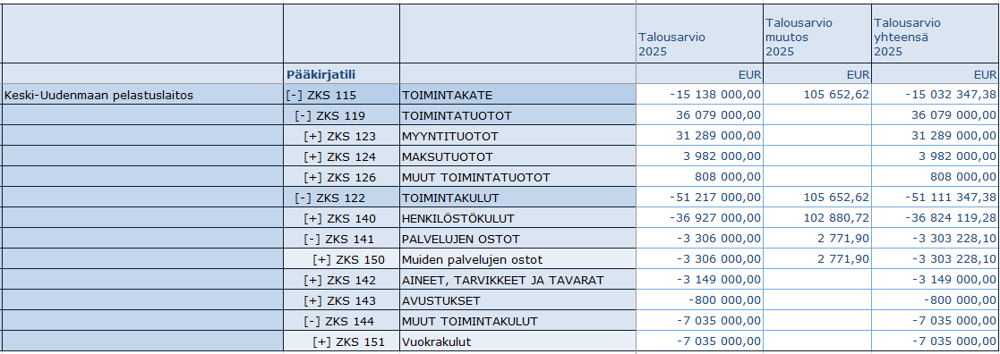 Talousarvio 2025 Talousarvio muutos 2025 Talousarvio yhteensä 2025
Pääkirjatili EUR EUR EUR
Keski-Uudenmaan pelastuslaitos [-] ZKS 115 TOIMINTAKATE -15 138 000,00 105 652,62 -15 032 347,38
[-] ZKS 119 TOIMINTATUOTOT 36 079 000,00 36 079 000,00
[+] ZKS 123 MYYNTITUOTOT 31 289 000,00 31 289 000,00
[+] ZKS 124 MAKSUTUOTOT 3 982 000,00 3 982 000,00
[+] ZKS 126 MUUT TOIMINTATUOTOT 808 000,00 808 000,00
[-] ZKS 122 TOIMINTAKULUT -51 217 000,00 105 652,62 -51 111 347,38
[+] ZKS 140 HENKILÖSTÖKULUT -36 927 000,00 102 880,72 -36 824 119,28
[-] ZKS 141 PALVELUJEN OSTOT -3 306 000,00 2 771,90 -3 303 228,10
[+] ZKS 150 Muiden palvelujen ostot -3 306 000,00 2 771,90 -3 303 228,10
[+] ZKS 142 AINEET, TARVIKKEET JA TAVARAT -3 149 000,00 -3 149 000,00
[+] ZKS 143 AVUSTUKSET -800 000,00 -800 000,00
[-] ZKS 144 MUUT TOIMINTAKULUT -7 035 000,00 -7 035 000,00
[+] ZKS 151 Vuokrakulut -7 035 000,00 -7 035 000,00